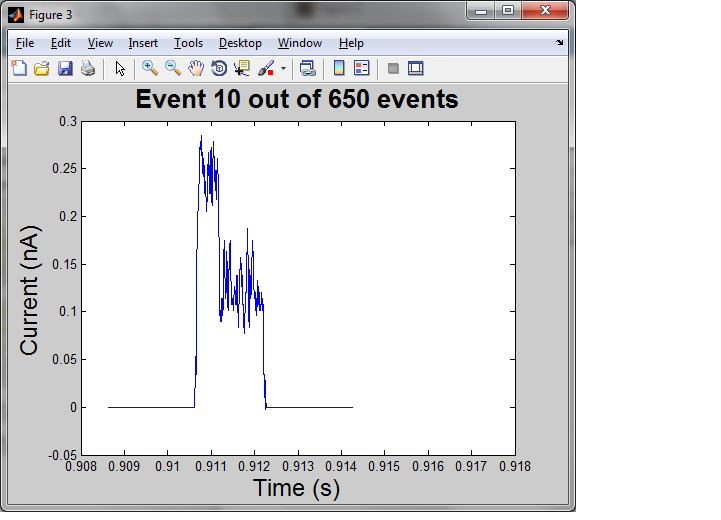 Figure 3
File Edit View Insert Tools Desktop Window Help
Event 10 out of 650 events
0.3
0.25
0.2
0.15
0.1
0.05
0
-0.05
Current (nA)
0.908 0.909 0.91 0.911 0.912 0.913 0.914 0.915 0.916 0.917 0.918
Time (s)